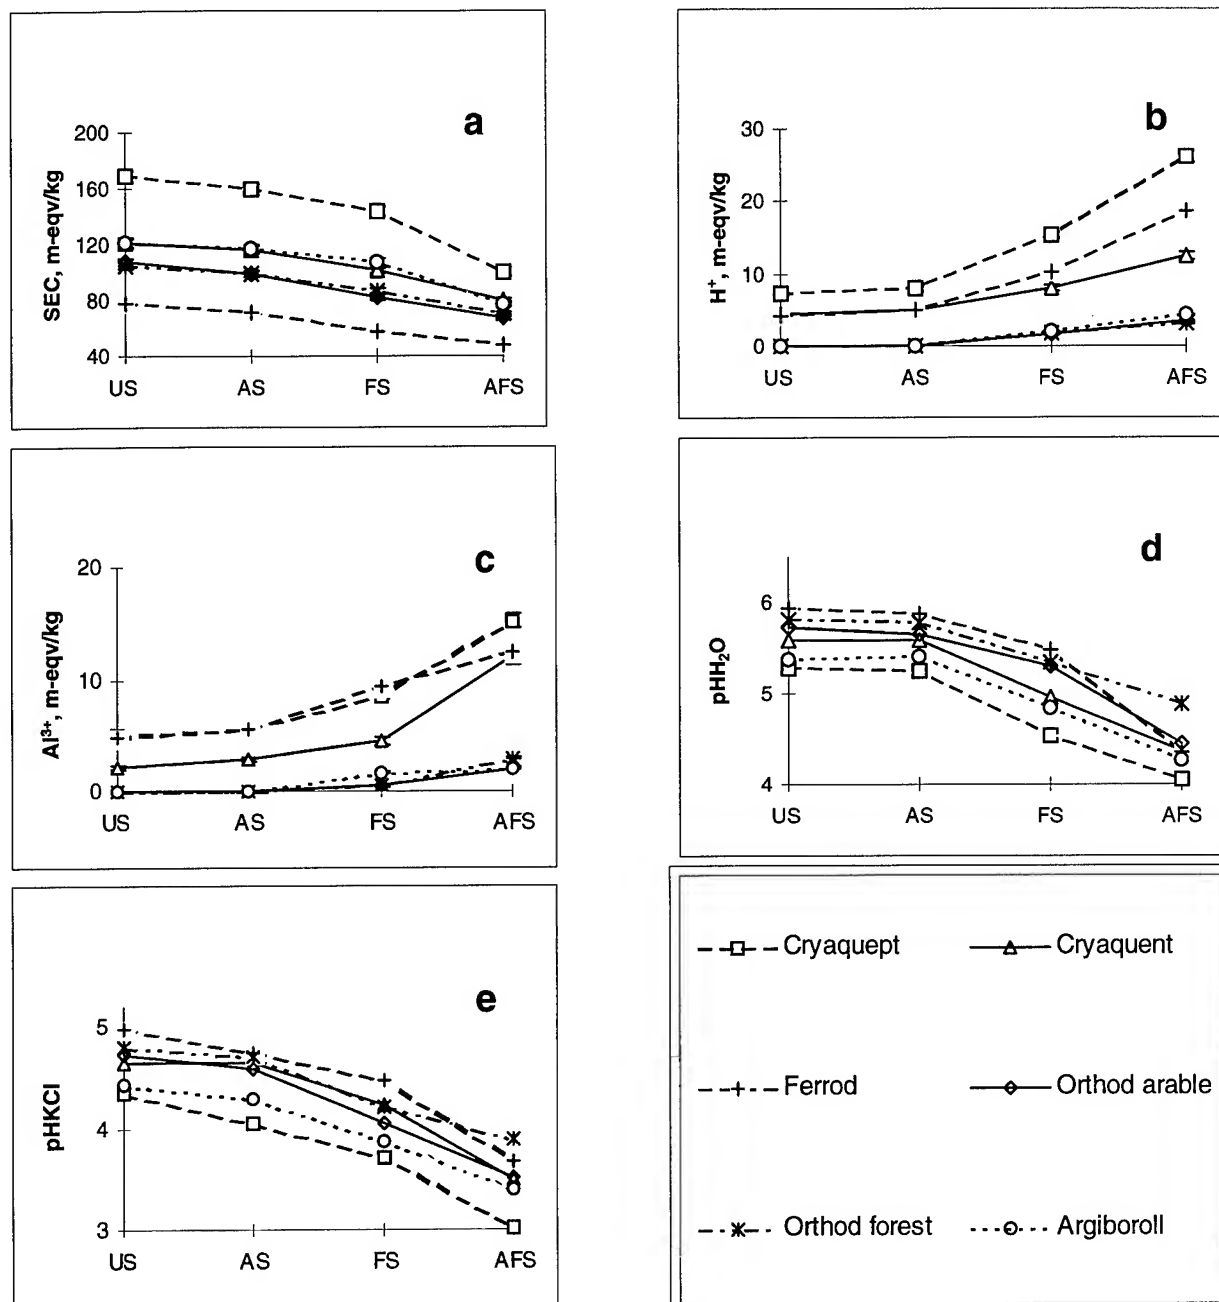 a
SEC, m-eqv/kg
200
160
120
80
40
US AS FS AFS
b
H⁺, m-eqv/kg
30
20
10
0
US AS FS AFS
c
Al³⁺, m-eqv/kg
20
10
0
US AS FS AFS
d
pHH₂O
6
5
4
US AS FS AFS
e
pHKCl
5
4
3
US AS FS AFS
Cryaquept Cryaquent
Ferrod Orthod arable
Orthod forest Argiboroll